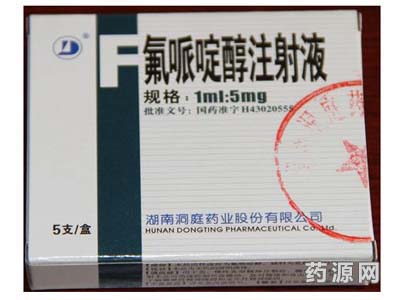 F氟哌啶醇注射液
规格：1ml:5mg
批准文号：国药准字H43020555
5支/盒
湖南洞庭药业股份有限公司
HUNAN DONGTING PHARMACEUTICAL Co.,Ltd.
药源网